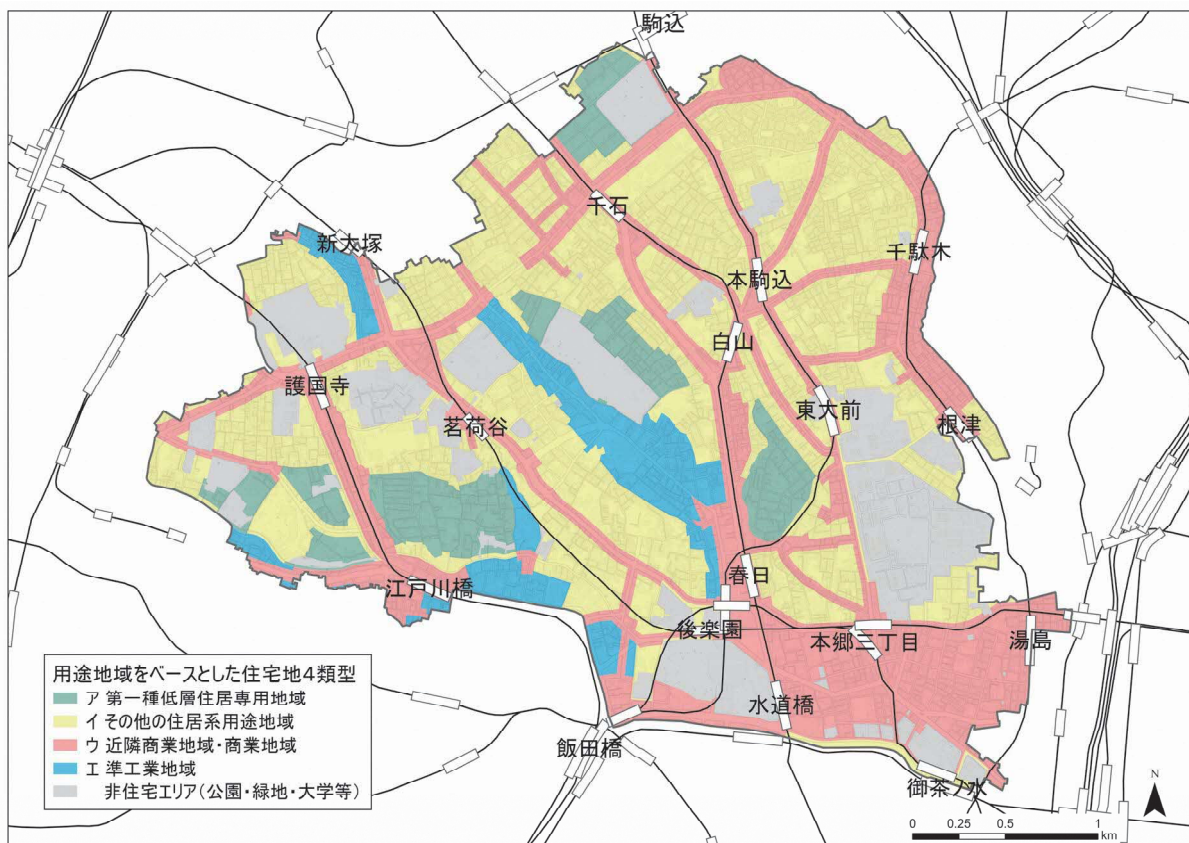 駒込
千石
新大塚
千駄木
本駒込
白山
護国寺
茗荷谷
東大前
根津
江戸川橋
春日
後楽園
本郷三丁目
湯島
水道橋
飯田橋
御茶ノ水
用途地域をベースとした住宅地4類型
ア 第一種低層住居専用地域
イ その他の住居系用途地域
ウ 近隣商業地域・商業地域
エ 準工業地域
非住宅エリア(公園・緑地・大学等)
N
0 0.25 0.5 1
km